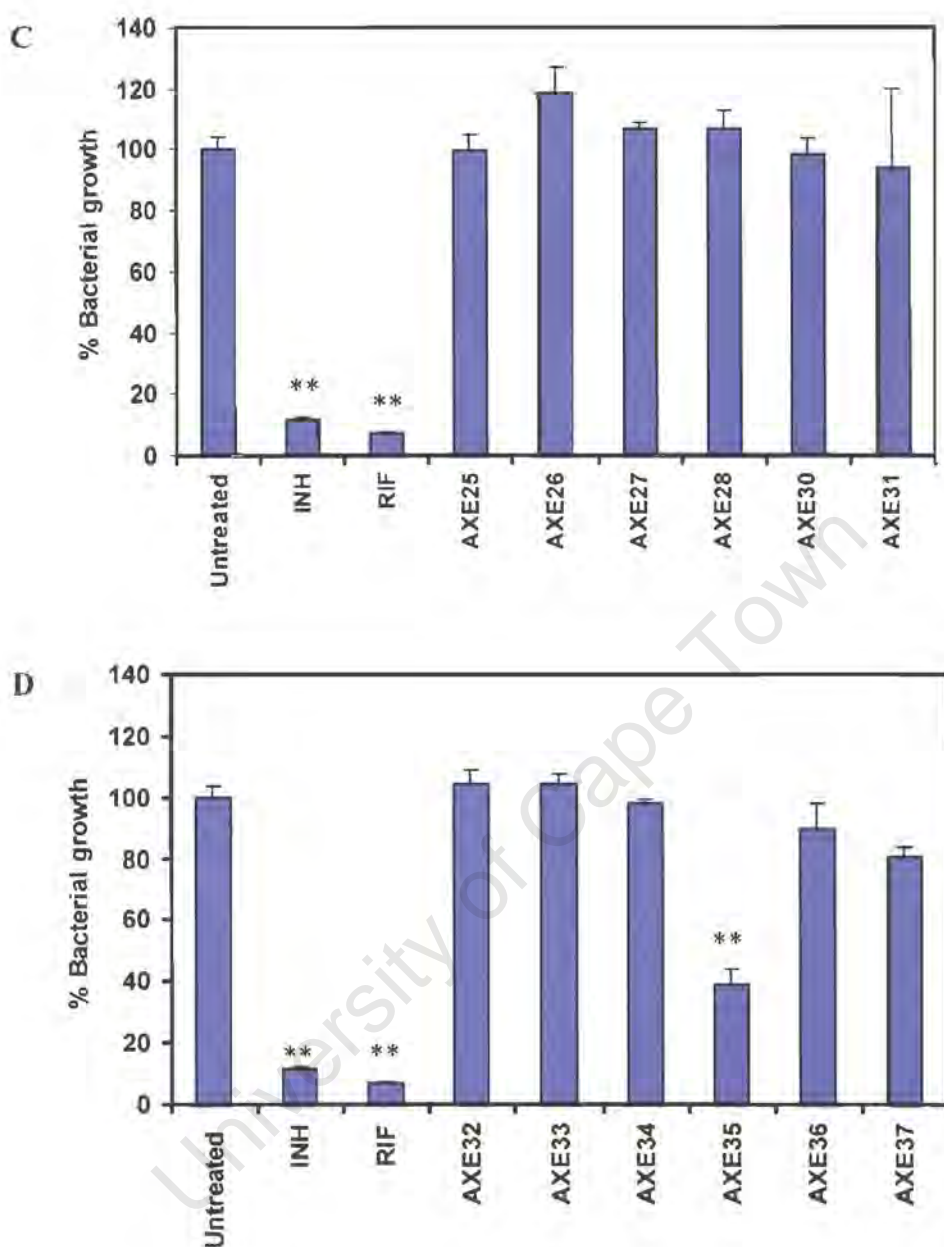 C
% Bacterial growth
140
120
100
80
60
40
20
0
** **
Untreated INH RIF AXE25 AXE26 AXE27 AXE28 AXE30 AXE31
D
% Bacterial growth
140
120
100
80
60
40
20
0
** ** **
Untreated INH RIF AXE32 AXE33 AXE34 AXE35 AXE36 AXE37
University of Cape Town